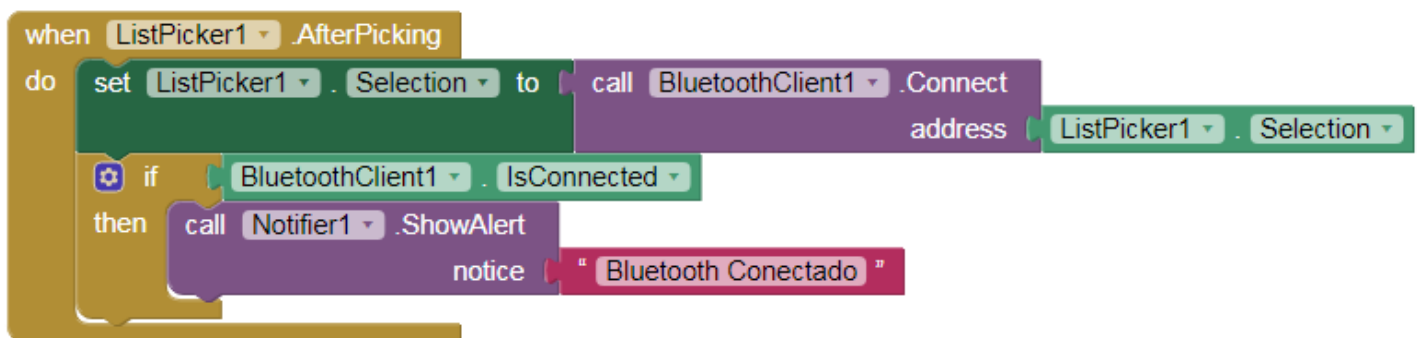 when ListPicker1 .AfterPicking
do set ListPicker1 . Selection to call BluetoothClient1 .Connect
address ListPicker1 . Selection
if BluetoothClient1 . IsConnected
then call Notifier1 .ShowAlert
notice “ Bluetooth Conectado ”